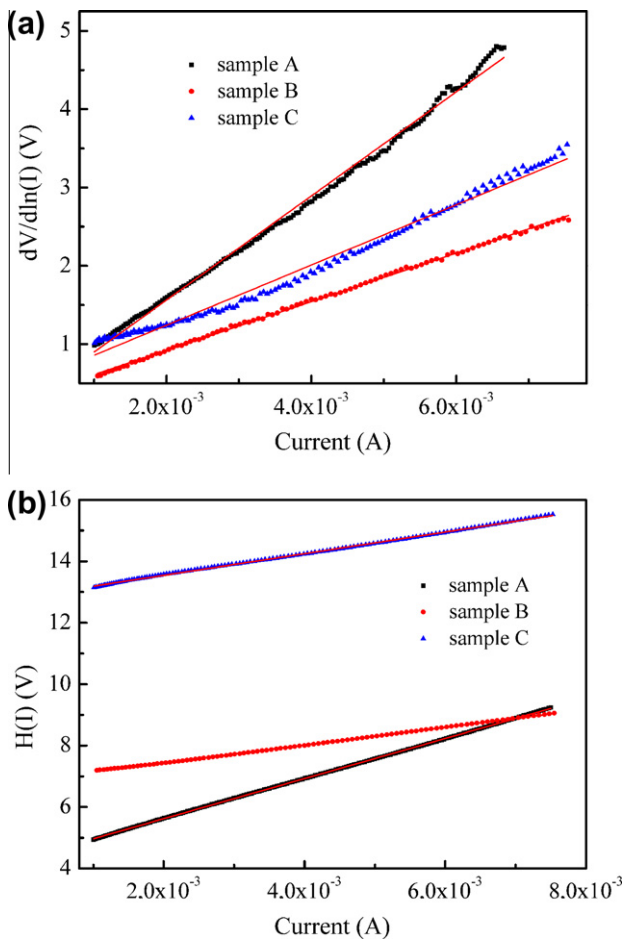 (a)
5
4
3
2
1
dV/dln(I) (V)
sample A
sample B
sample C
2.0x10⁻³ 4.0x10⁻³ 6.0x10⁻³
Current (A)
(b)
16
14
12
10
8
6
4
H(I) (V)
sample A
sample B
sample C
2.0x10⁻³ 4.0x10⁻³ 6.0x10⁻³ 8.0x10⁻³
Current (A)